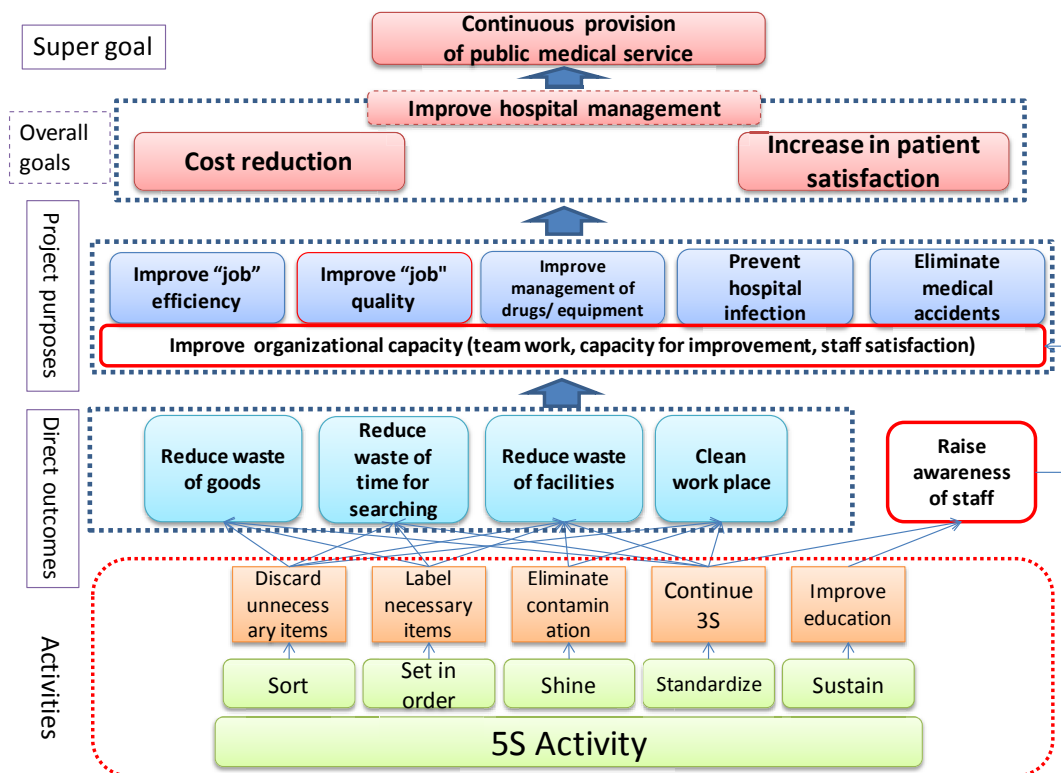 Super goal
Continuous provision
of public medical service
Improve hospital management
Overall
goals
Cost reduction
Increase in patient
satisfaction
Project purposes
Improve “job”
efficiency
Improve “job"
quality
Improve
management of
drugs/ equipment
Prevent
hospital
infection
Eliminate
medical
accidents
Improve organizational capacity (team work, capacity for improvement, staff satisfaction)
Direct outcomes
Reduce waste
of goods
Reduce
waste of
time for
searching
Reduce waste
of facilities
Clean
work place
Raise
awareness
of staff
Activities
Discard
unnecess
ary items
Label
necessary
items
Eliminate
contamin
ation
Continue
3S
Improve
education
Sort
Set in
order
Shine
Standardize
Sustain
5S Activity